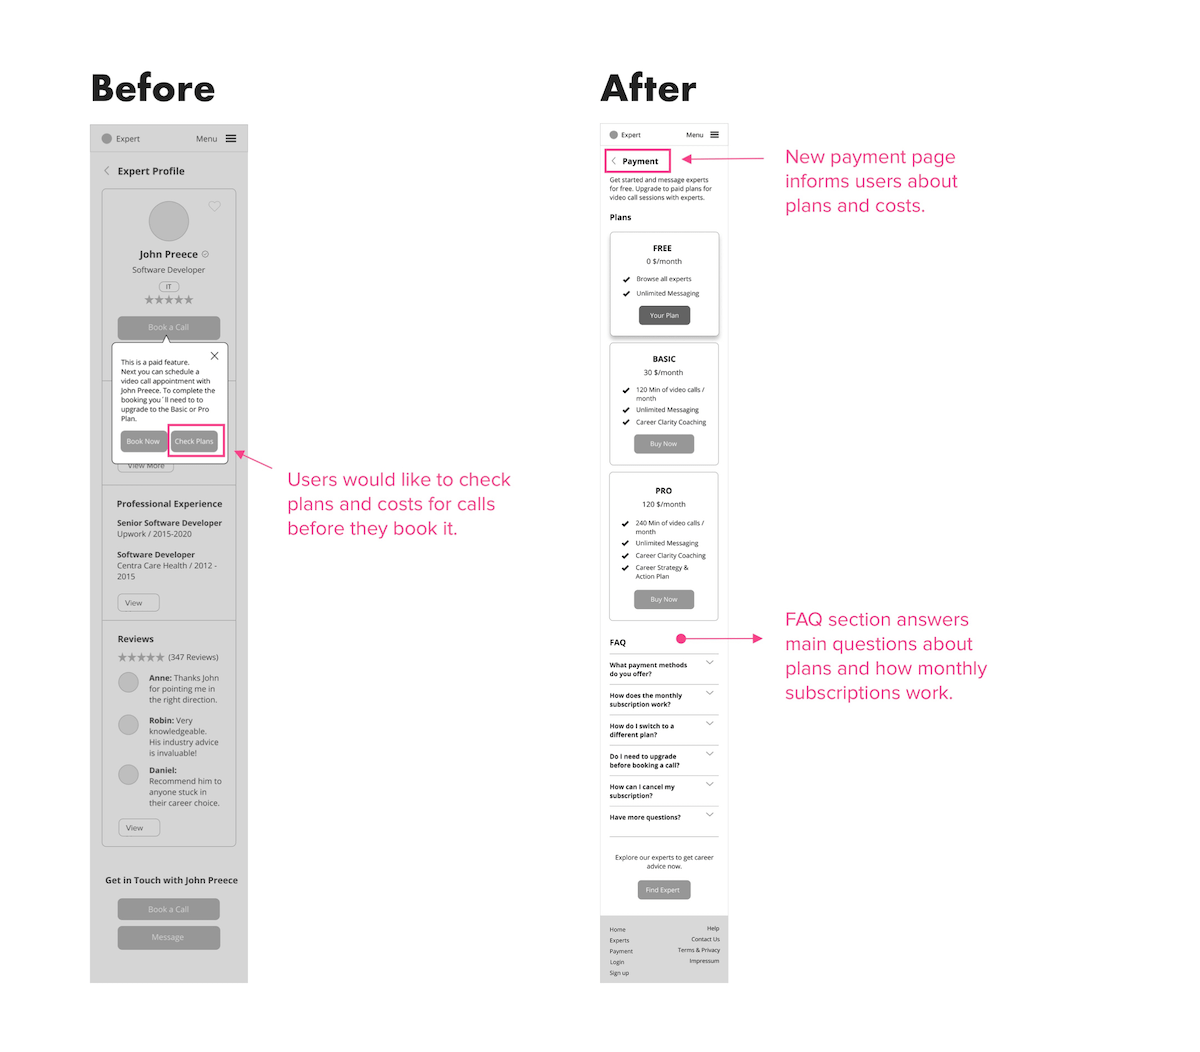 Before
Expert
Menu
Expert Profile
John Preece
Software Developer
IT
Book a Call
This is a paid feature.
Next you can schedule a
video call appointment with
John Preece. To complete the
booking you´ll need to to
upgrade to the Basic or Pro
Plan.
Book Now
Check Plans
View More
Professional Experience
Senior Software Developer
Upwork / 2015-2020
Software Developer
Centra Care Health / 2012 -
2015
View
Reviews
(347 Reviews)
Anne: Thanks John
for pointing me in
the right direction.
Robin: Very
knowledgeable.
His industry advice
is invaluable!
Daniel:
Recommend him to
anyone stuck in
their career choice.
View
Get in Touch with John Preece
Book a Call
Message
Users would like to check
plans and costs for calls
before they book it.
After
Expert
Menu
Payment
Get started and message experts
for free. Upgrade to paid plans for
video call sessions with experts.
Plans
FREE
0 $/month
Browse all experts
Unlimited Messaging
Your Plan
BASIC
30 $/month
120 Min of video calls /
month
Unlimited Messaging
Career Clarity Coaching
Buy Now
PRO
120 $/month
240 Min of video calls /
month
Unlimited Messaging
Career Clarity Coaching
Career Strategy &
Action Plan
Buy Now
FAQ
What payment methods
do you offer?
How does the monthly
subscription work?
How do I switch to a
different plan?
Do I need to upgrade
before booking a call?
How can I cancel my
subscription?
Have more questions?
Explore our experts to get career
advice now.
Find Expert
Home
Experts
Payment
Login
Sign up
Help
Contact Us
Terms & Privacy
Impressum
New payment page
informs users about
plans and costs.
FAQ section answers
main questions about
plans and how monthly
subscriptions work.